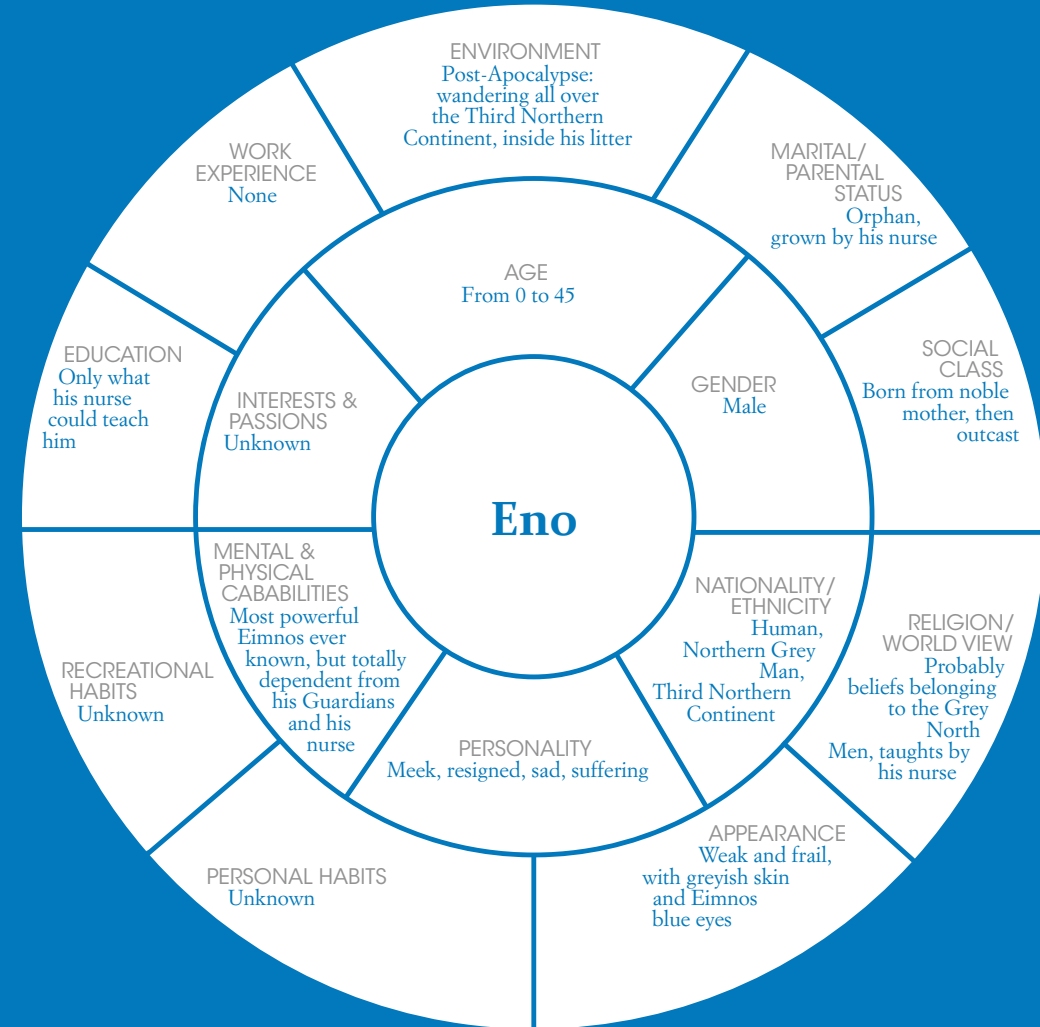 ENVIRONMENT
Post-Apocalypse:
wandering all over
the Third Northern
Continent, inside his litter
WORK
EXPERIENCE
None
MARITAL/
PARENTAL
STATUS
Orphan,
grown by his nurse
AGE
From 0 to 45
EDUCATION
Only what
his nurse
could teach
him
INTERESTS &
PASSIONS
Unknown
GENDER
Male
SOCIAL
CLASS
Born from noble
mother, then
outcast
Eno
MENTAL &
PHYSICAL
CABABILITIES
Most powerful
Eimnos ever
known, but totally
dependent from
his Guardians
and his
nurse
NATIONALITY/
ETHNICITY
Human,
Northern Grey
Man,
Third Northern
Continent
RELIGION/
WORLD VIEW
Probably
beliefs belonging
to the Grey
North
Men, taughts by
his nurse
RECREATIONAL
HABITS
Unknown
PERSONALITY
Meek, resigned, sad, suffering
PERSONAL HABITS
Unknown
APPEARANCE
Weak and frail,
with greyish skin
and Eimnos
blue eyes